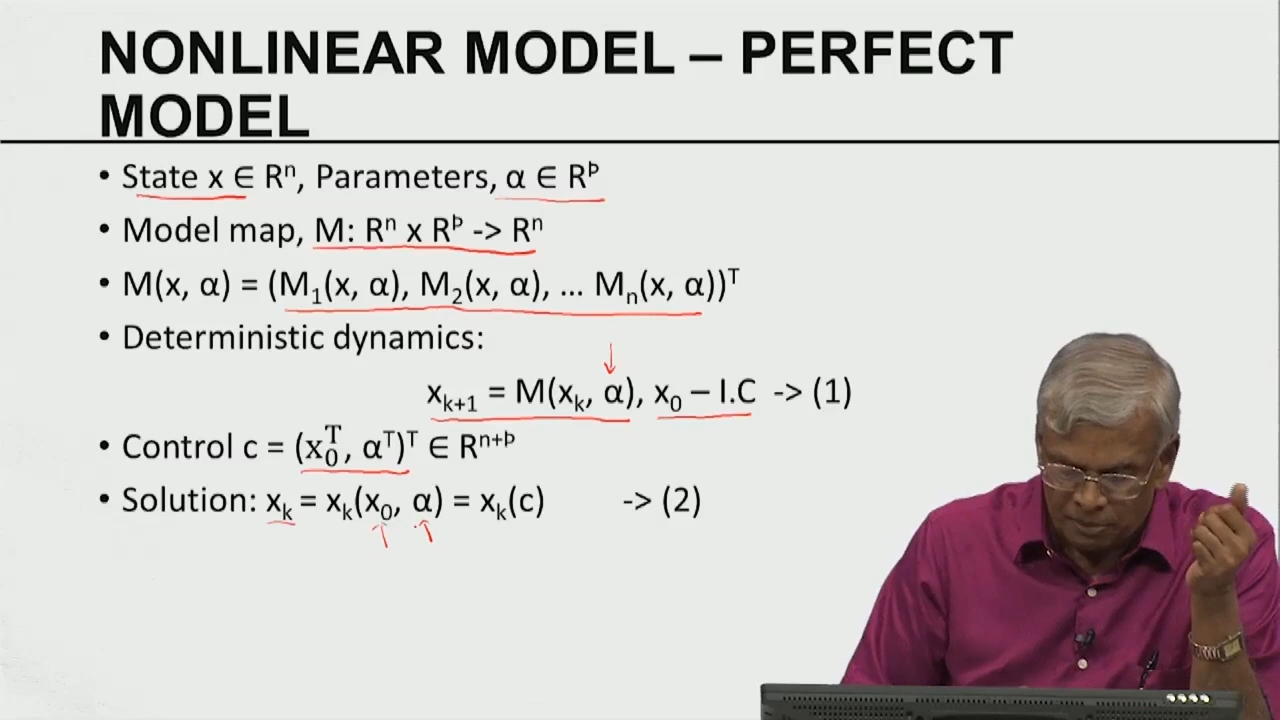 NONLINEAR MODEL – PERFECT
MODEL
• State x ∈ Rⁿ, Parameters, α ∈ Rᵖ
• Model map, M: Rⁿ x Rᵖ -> Rⁿ
• M(x, α) = (M₁(x, α), M₂(x, α), ... Mₙ(x, α))ᵀ
• Deterministic dynamics:
xₖ₊₁ = M(xₖ, α), x₀ – I.C -> (1)
• Control c = (x₀ᵀ, αᵀ)ᵀ ∈ Rⁿ⁺ᵖ
• Solution: xₖ = xₖ(x₀, α) = xₖ(c) -> (2)